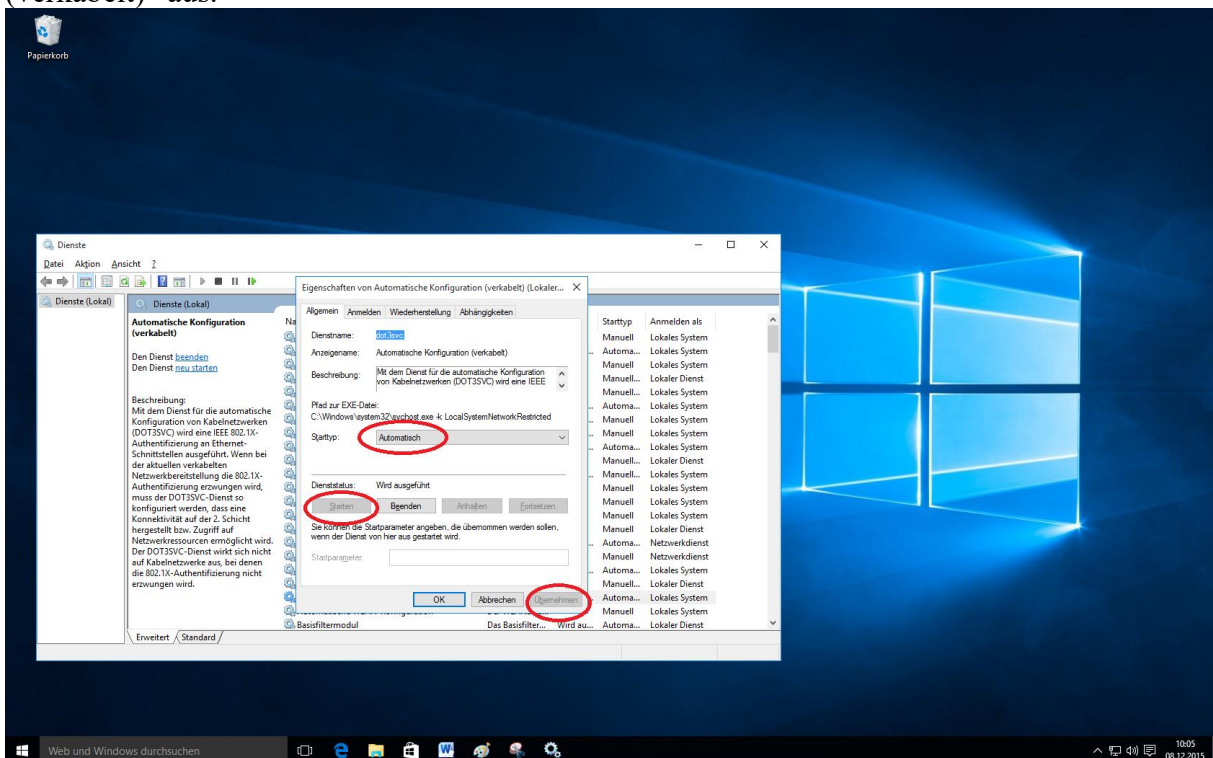 (verkabelt)" aus.
Papierkorb
Dienste
Datei Aktion Ansicht ?
Dienste (Lokal)
Dienste (Lokal)
Automatische Konfiguration
(verkabelt)
Den Dienst beenden
Den Dienst neu starten
Beschreibung:
Mit dem Dienst für die automatische
Konfiguration von Kabelnetzwerken
(DOT3SVC) wird eine IEEE 802.1X-
Authentifizierung an Ethernet-
Schnittstellen ausgeführt. Wenn bei
der aktuellen verkabelten
Netzwerkbereitstellung die 802.1X-
Authentifizierung erzwungen wird,
muss der DOT3SVC-Dienst so
konfiguriert werden, dass eine
Konnektivität auf der 2. Schicht
hergestellt bzw. Zugriff auf
Netzwerkressourcen ermöglicht wird.
Der DOT3SVC-Dienst wirkt sich nicht
auf Kabelnetzwerke aus, bei denen
die 802.1X-Authentifizierung nicht
erzwungen wird.
Eigenschaften von Automatische Konfiguration (verkabelt) (Lokaler...
Allgemein Anmelden Wiederherstellung Abhängigkeiten
Dienstname: dot3svc
Anzeigename: Automatische Konfiguration (verkabelt)
Beschreibung: Mit dem Dienst für die automatische Konfiguration
von Kabelnetzwerken (DOT3SVC) wird eine IEEE
Pfad zur EXE-Datei:
C:\Windows\system32\svchost.exe -k LocalSystemNetworkRestricted
Starttyp: Automatisch
Dienststatus: Wird ausgeführt
Starten Beenden Anhalten Fortsetzen
Sie können die Startparameter angeben, die übernommen werden sollen,
wenn der Dienst von hier aus gestartet wird.
Startparameter:
OK Abbrechen Übernehmen
Na
Starttyp Anmelden als
Manuell Lokales System
Automa... Lokales System
Manuell Lokales System
Manuell... Lokaler Dienst
Manuell... Lokales System
Automa... Lokales System
Manuell Lokales System
Manuell Lokales System
Automa... Lokales System
Manuell... Lokaler Dienst
Manuell... Lokales System
Manuell Lokales System
Manuell Lokales System
Manuell Lokales System
Manuell Lokaler Dienst
Automa... Netzwerkdienst
Manuell Netzwerkdienst
Automa... Lokales System
Manuell... Lokaler Dienst
Automa... Lokales System
Manuell Lokales System
Basisfiltermodul Das Basisfilter... Wird au... Automa... Lokaler Dienst
Erweitert Standard
Web und Windows durchsuchen
10:05
08.12.2015